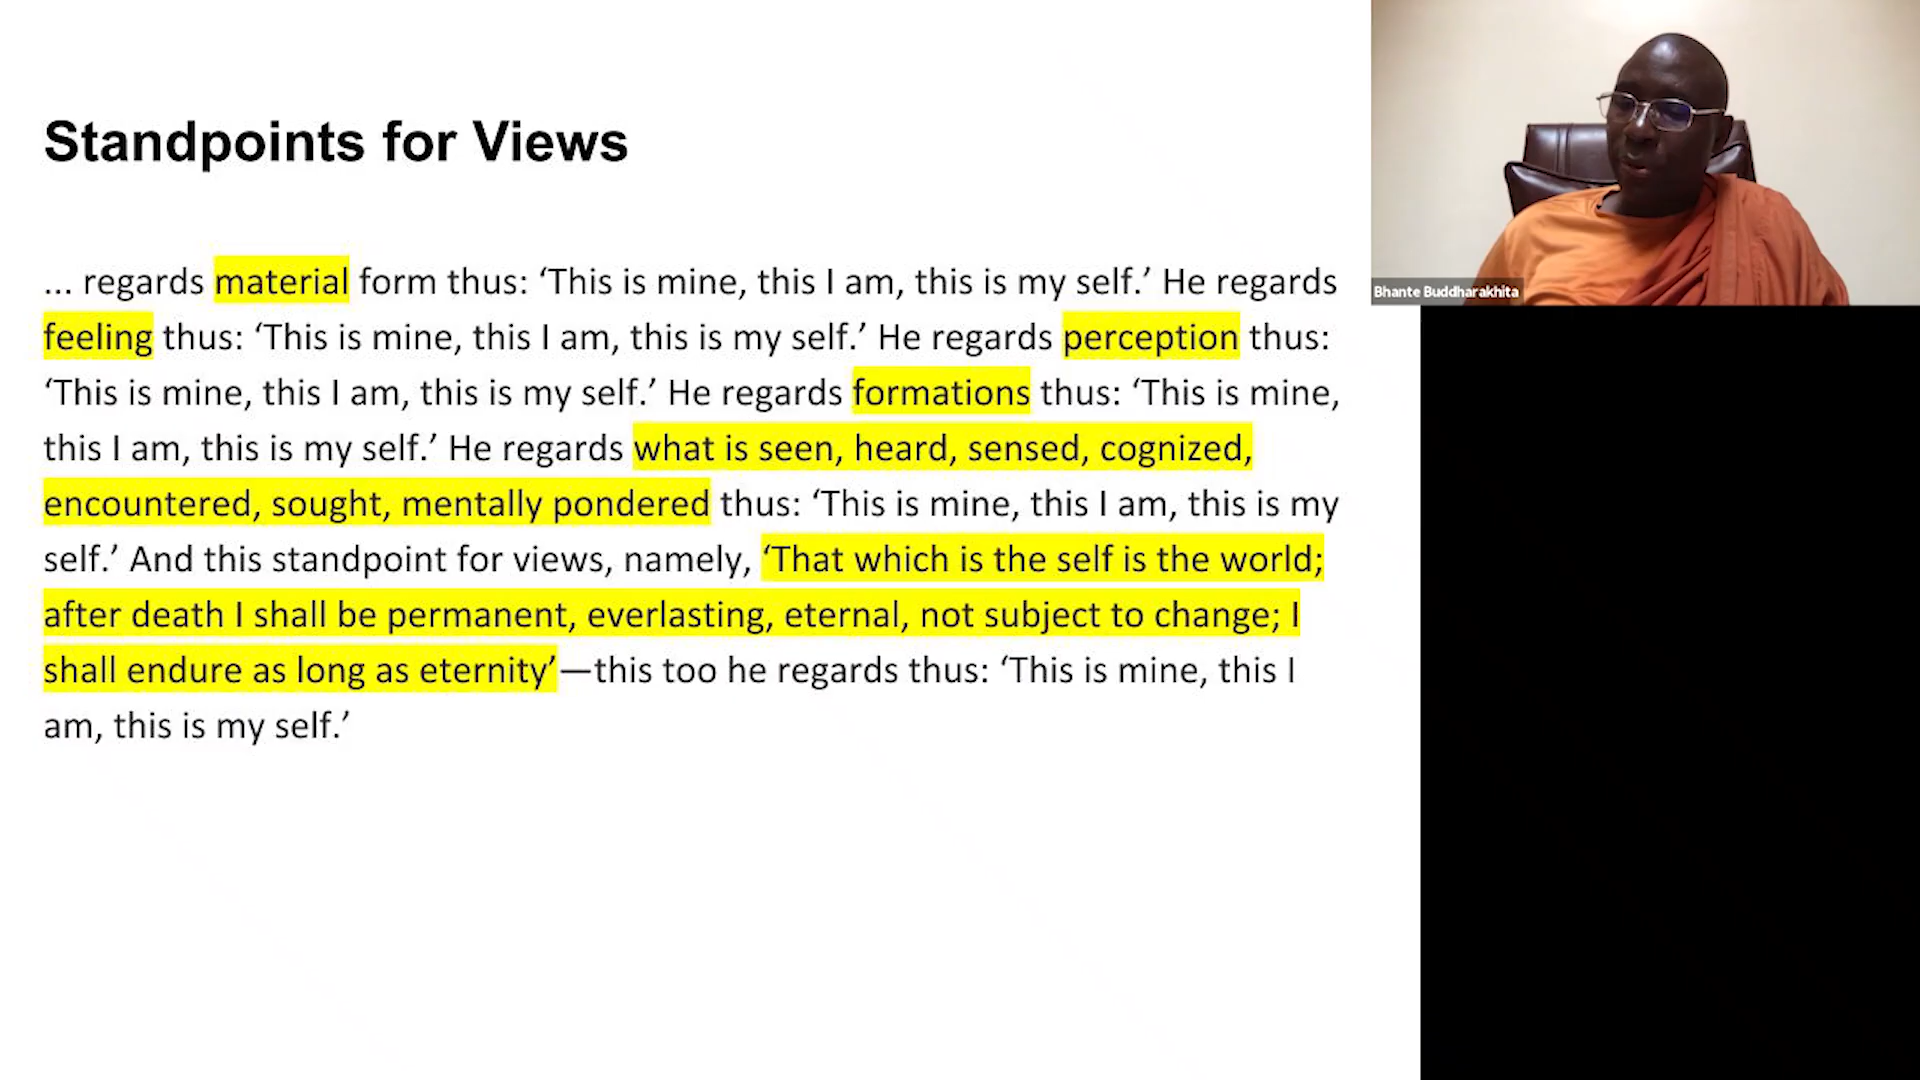 Standpoints for Views
... regards material form thus: ‘This is mine, this I am, this is my self.’ He regards
feeling thus: ‘This is mine, this I am, this is my self.’ He regards perception thus:
‘This is mine, this I am, this is my self.’ He regards formations thus: ‘This is mine,
this I am, this is my self.’ He regards what is seen, heard, sensed, cognized,
encountered, sought, mentally pondered thus: ‘This is mine, this I am, this is my
self.’ And this standpoint for views, namely, ‘That which is the self is the world;
after death I shall be permanent, everlasting, eternal, not subject to change; I
shall endure as long as eternity’—this too he regards thus: ‘This is mine, this I
am, this is my self.’
Bhante Buddharakhita